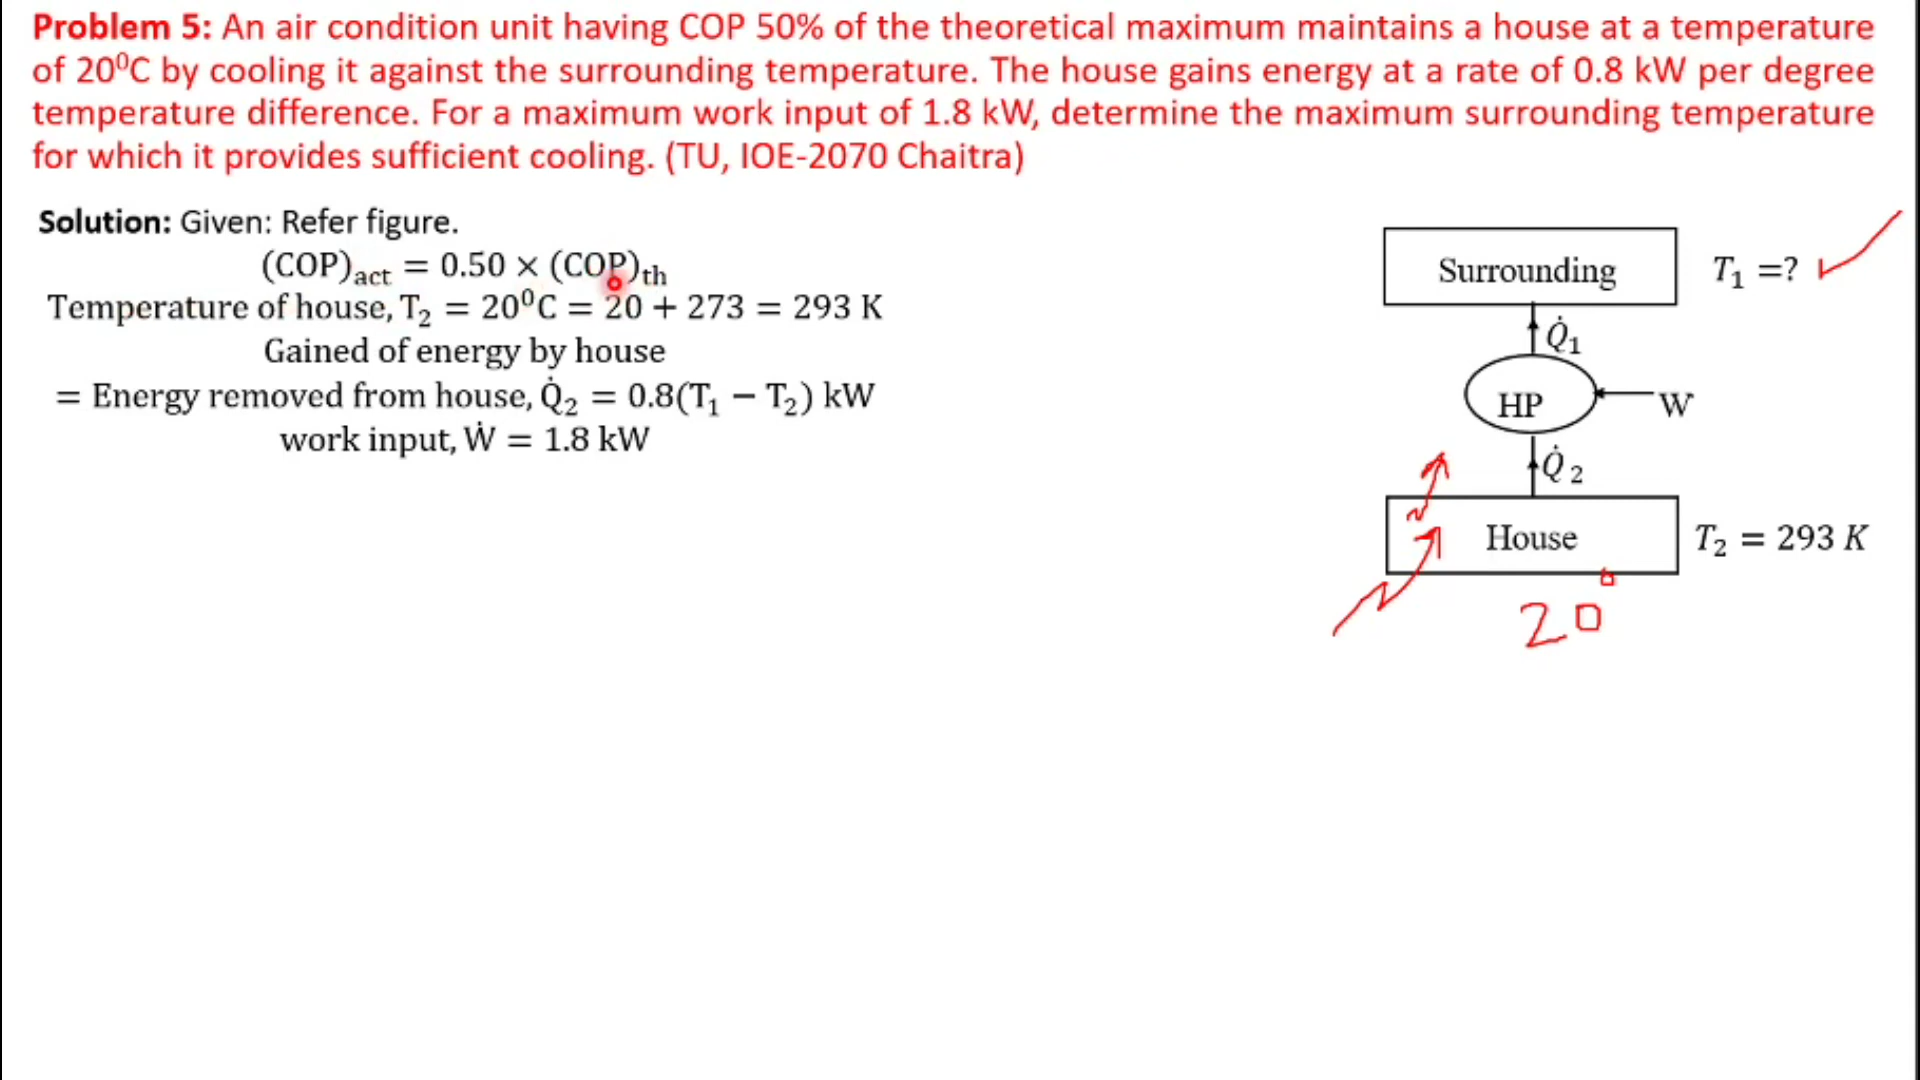 Problem 5: An air condition unit having COP 50% of the theoretical maximum maintains a house at a temperature
of 20⁰C by cooling it against the surrounding temperature. The house gains energy at a rate of 0.8 kW per degree
temperature difference. For a maximum work input of 1.8 kW, determine the maximum surrounding temperature
for which it provides sufficient cooling. (TU, IOE-2070 Chaitra)
Solution: Given: Refer figure.
(COP)act = 0.50 × (COP)th
Temperature of house, T₂ = 20⁰C = 20 + 273 = 293 K
Gained of energy by house
= Energy removed from house, Q̇₂ = 0.8(T₁ − T₂) kW
work input, Ẇ = 1.8 kW
Surrounding
T₁ =?
Q̇₁
HP
W
Q̇ ₂
House
T₂ = 293 K
20°